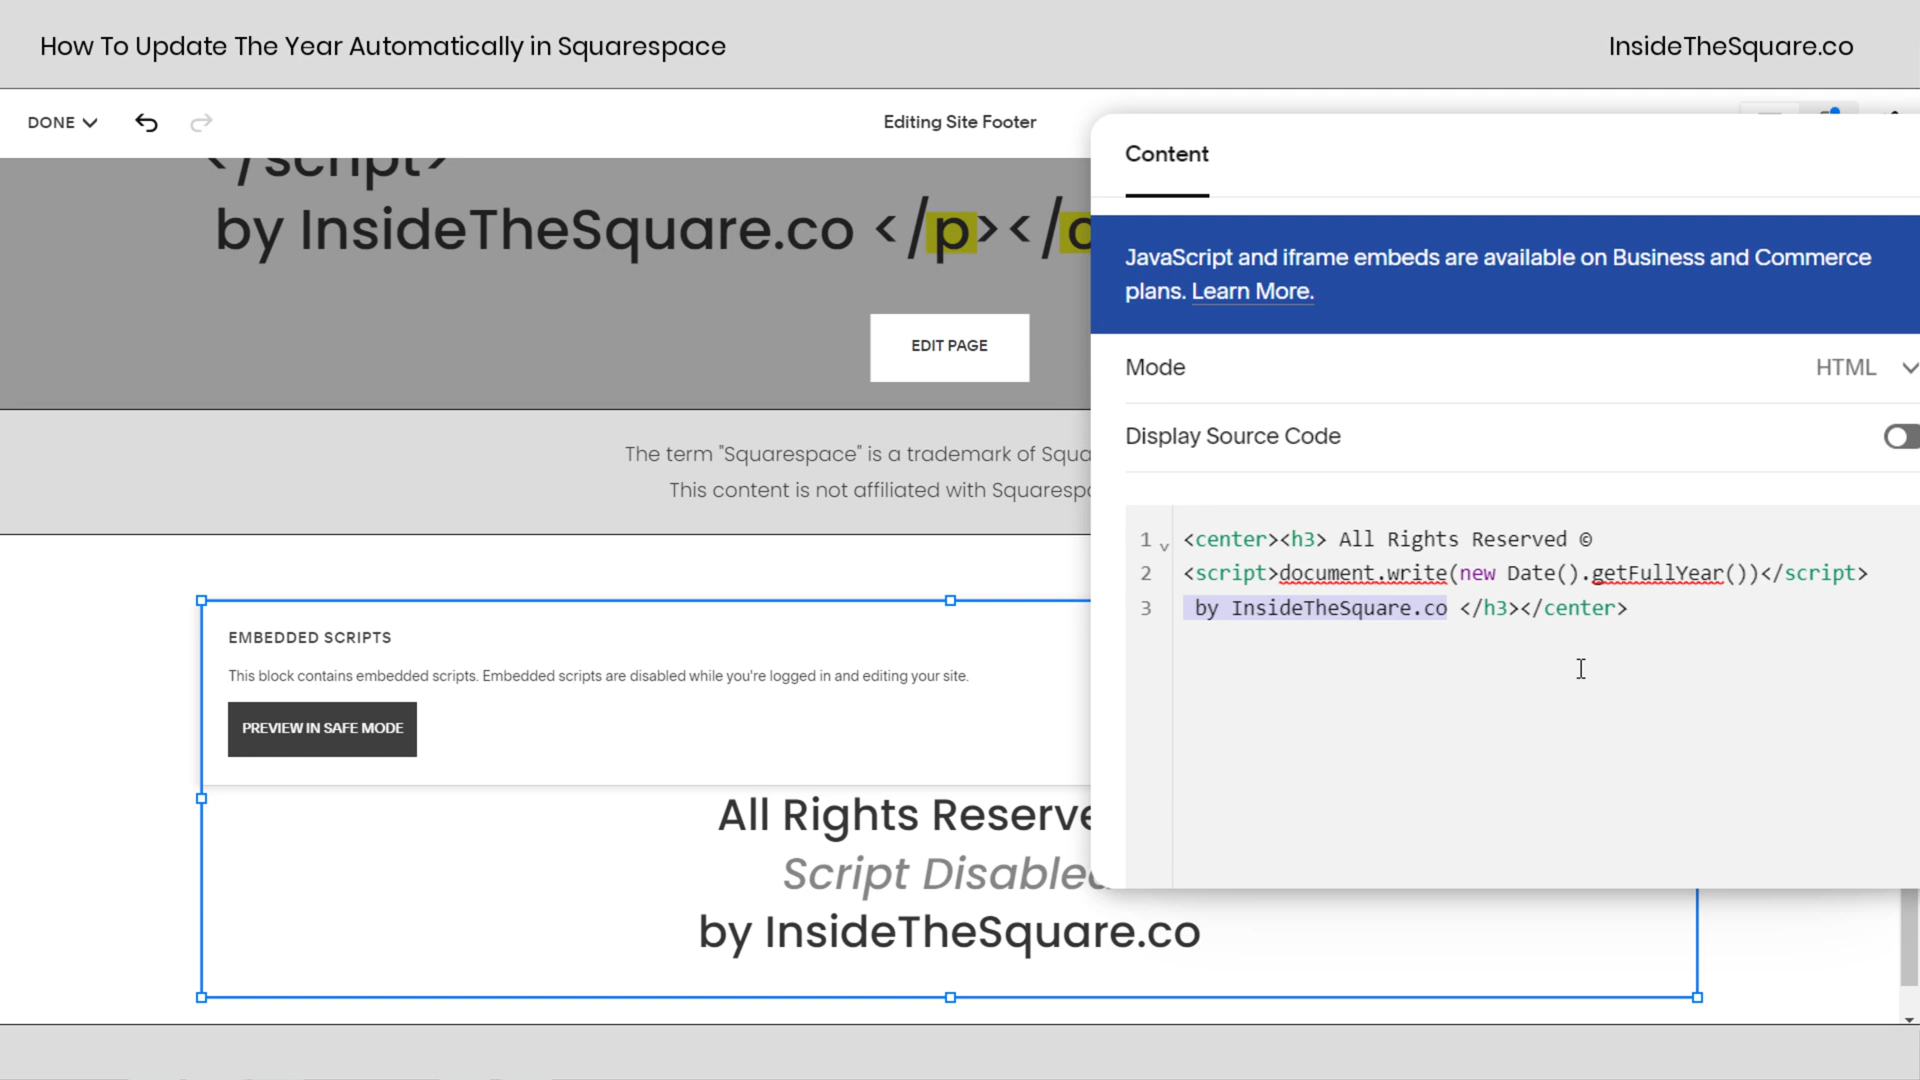 How To Update The Year Automatically in Squarespace
InsideTheSquare.co
DONE
Editing Site Footer
</script>
by InsideTheSquare.co </p></c
EDIT PAGE
The term "Squarespace" is a trademark of Squa
This content is not affiliated with Squarespa
EMBEDDED SCRIPTS
This block contains embedded scripts. Embedded scripts are disabled while you're logged in and editing your site.
PREVIEW IN SAFE MODE
All Rights Reserve
Script Disabled
by InsideTheSquare.co
Content
JavaScript and iframe embeds are available on Business and Commerce
plans. Learn More.
Mode
HTML
Display Source Code
1 <center><h3> All Rights Reserved ©
2 <script>document.write(new Date().getFullYear())</script>
3 by InsideTheSquare.co </h3></center>